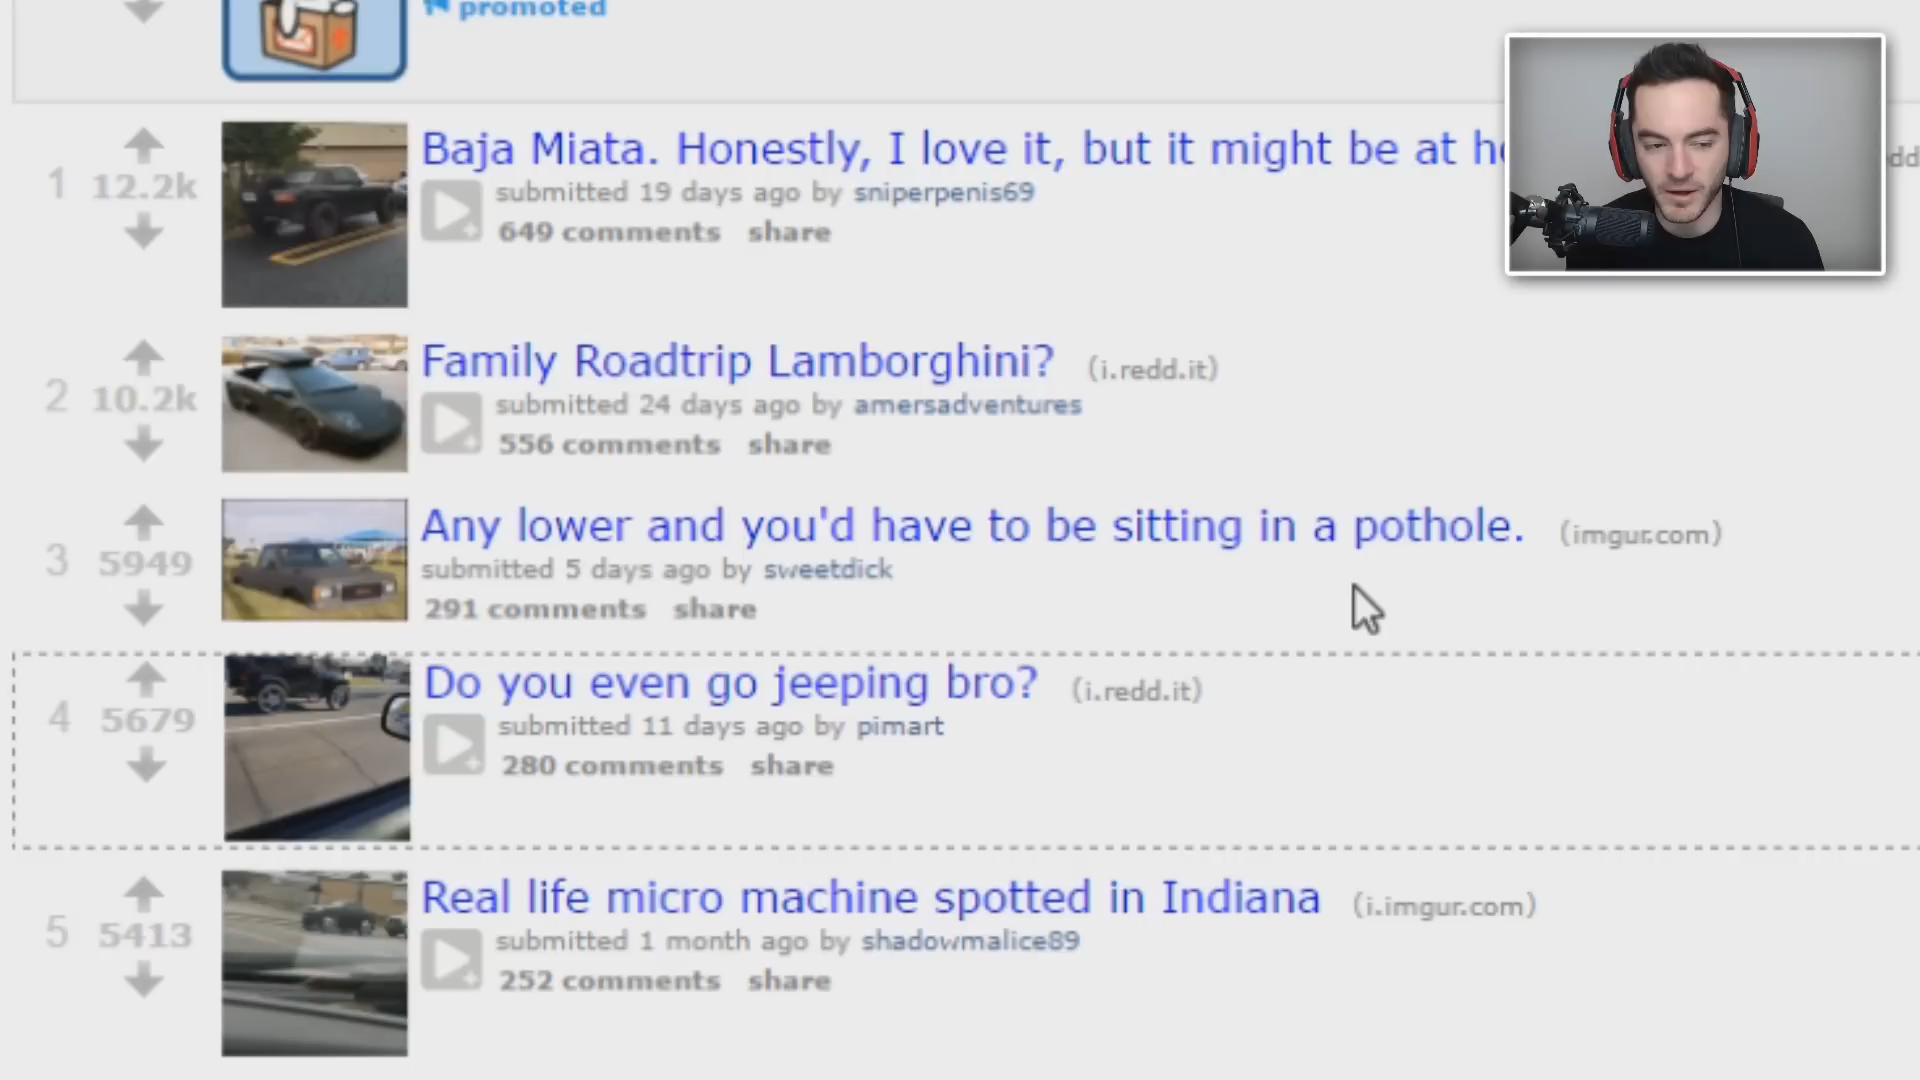 promoted
1
12.2k
Baja Miata. Honestly, I love it, but it might be at
submitted 19 days ago by sniperpenis69
649 comments share
2
10.2k
Family Roadtrip Lamborghini? (i.redd.it)
submitted 24 days ago by amersadventures
556 comments share
3
5949
Any lower and you'd have to be sitting in a pothole. (imgur.com)
submitted 5 days ago by sweetdick
291 comments share
4
5679
Do you even go jeeping bro? (i.redd.it)
submitted 11 days ago by pimart
280 comments share
5
5413
Real life micro machine spotted in Indiana (i.imgur.com)
submitted 1 month ago by shadowmalice89
252 comments share